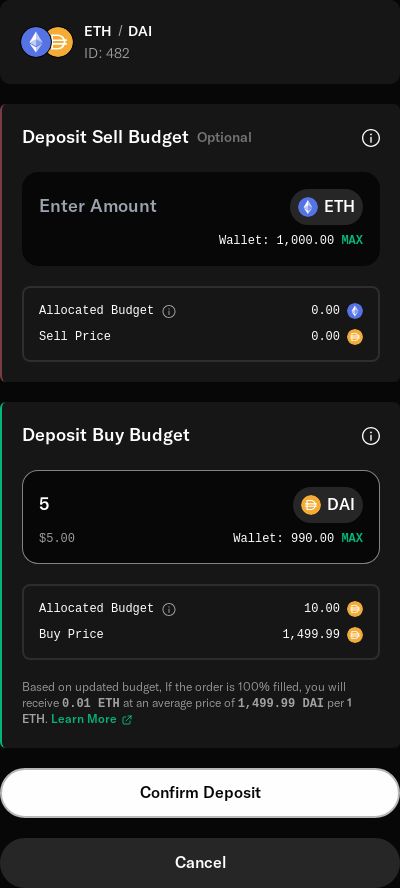 ETH / DAI
ID: 482
Deposit Sell Budget Optional
Enter Amount ETH
Wallet: 1,000.00 MAX
Allocated Budget 0.00
Sell Price 0.00
Deposit Buy Budget
5 DAI
$5.00 Wallet: 990.00 MAX
Allocated Budget 10.00
Buy Price 1,499.99
Based on updated budget, If the order is 100% filled, you will
receive 0.01 ETH at an average price of 1,499.99 DAI per 1
ETH. Learn More
Confirm Deposit
Cancel